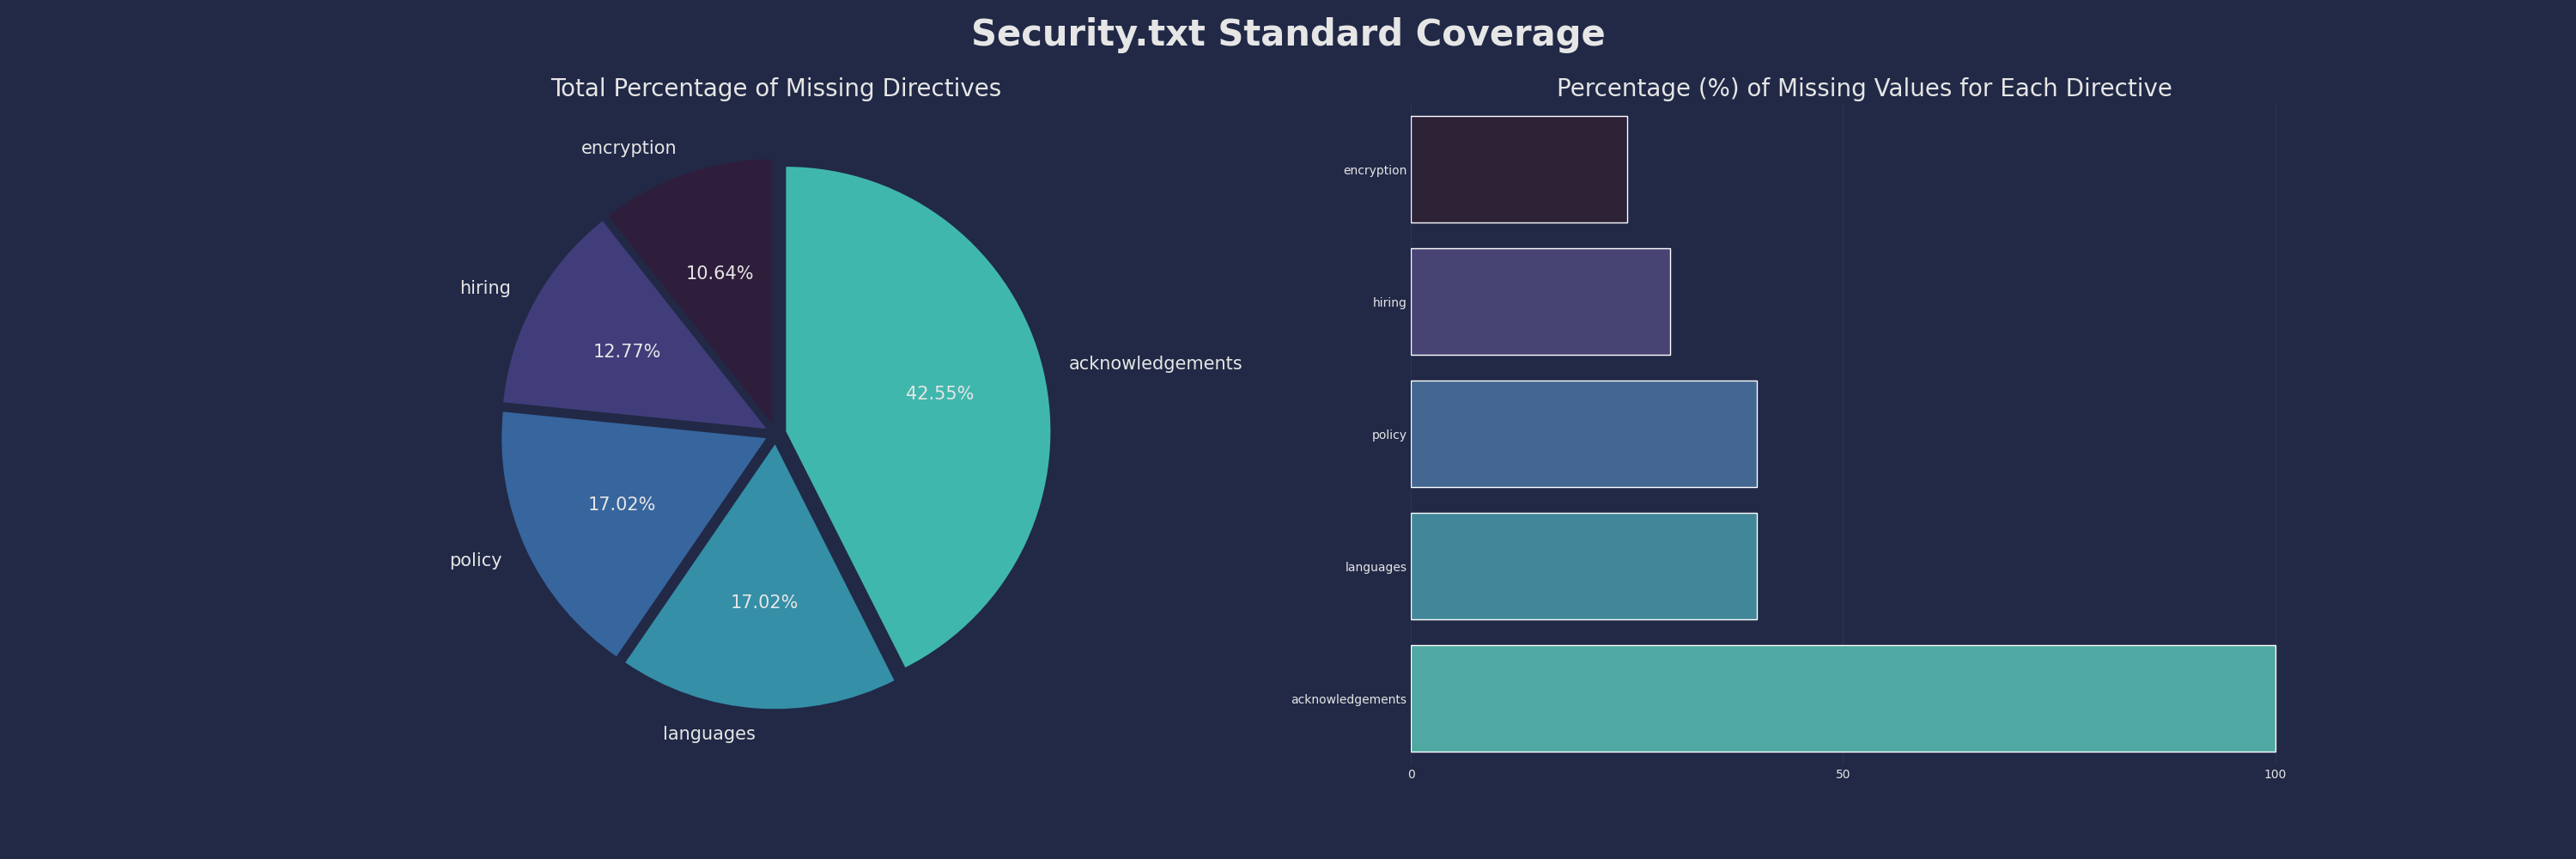 Security.txt Standard Coverage
Total Percentage of Missing Directives
encryption
10.64%
hiring
12.77%
acknowledgements
42.55%
policy
17.02%
17.02%
languages
Percentage (%) of Missing Values for Each Directive
encryption
hiring
policy
languages
acknowledgements
0
50
100